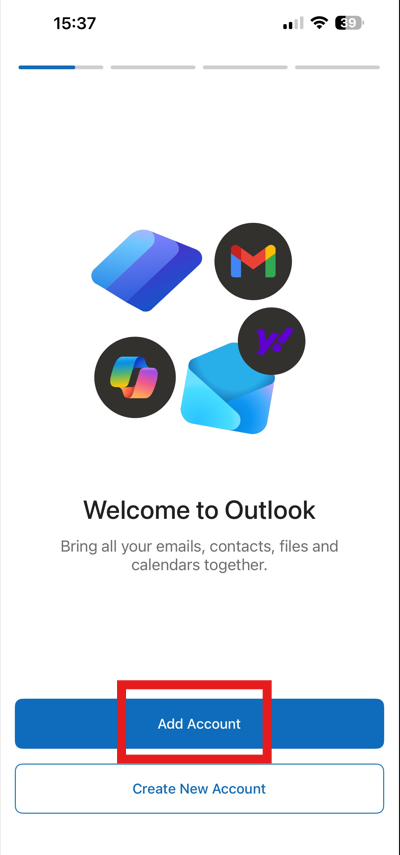 15:37
39
Welcome to Outlook
Bring all your emails, contacts, files and
calendars together.
Add Account
Create New Account